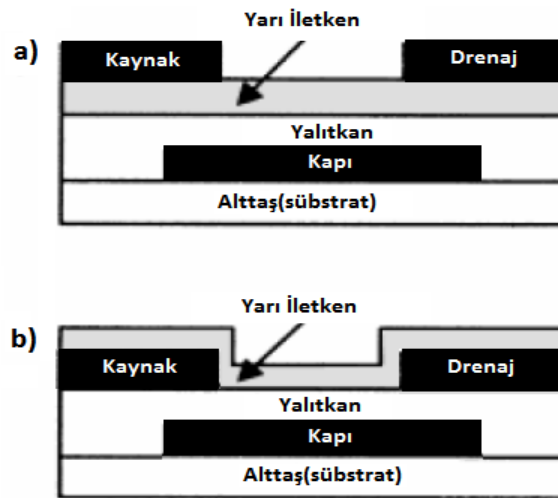 Yarı İletken
a)
Kaynak
Drenaj
Yalıtkan
Kapı
Alttaş(sübstrat)
Yarı İletken
b)
Kaynak
Drenaj
Yalıtkan
Kapı
Alttaş(sübstrat)